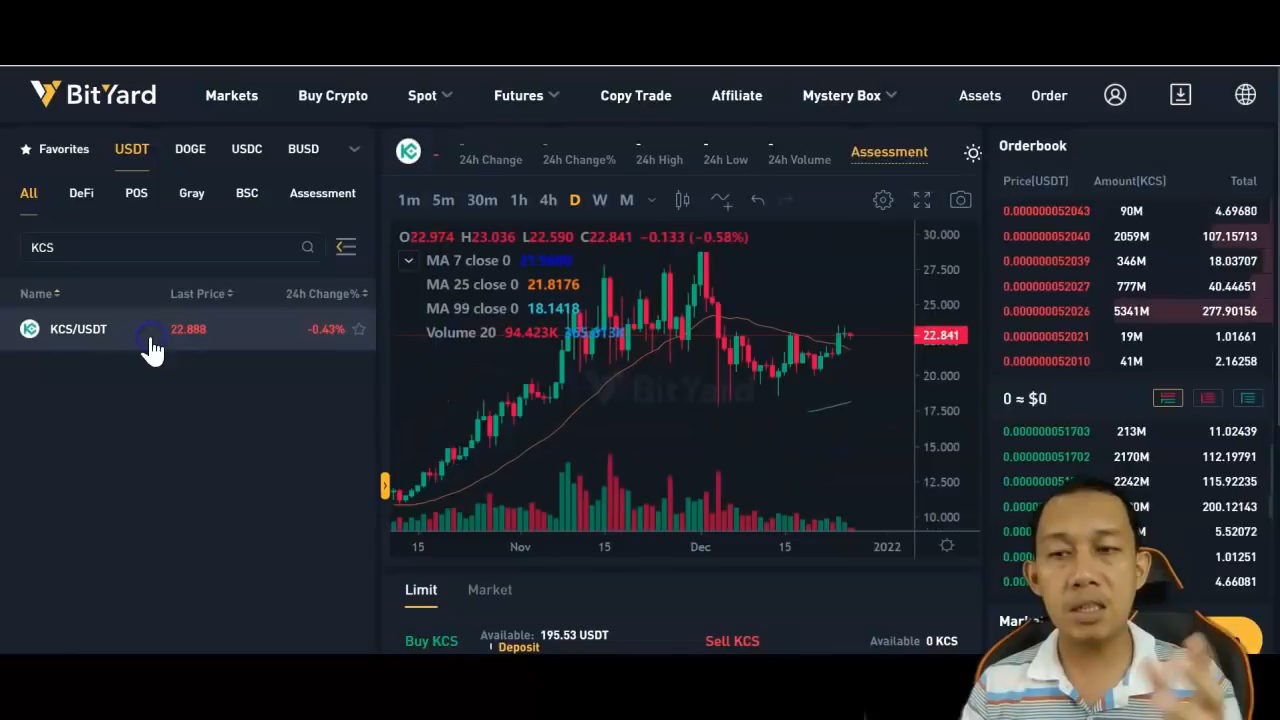 BitYard Markets Buy Crypto Spot Futures Copy Trade Affiliate Mystery Box Assets Order
Favorites USDT DOGE USDC BUSD
All DeFi POS Gray BSC Assessment
KCS
Name Last Price 24h Change%
KCS/USDT 22.888 -0.43%
- - - - - -
24h Change 24h Change% 24h High 24h Low 24h Volume Assessment
1m 5m 30m 1h 4h D W M
O22.974 H23.036 L22.590 C22.841 −0.133 (−0.58%)
MA 7 close 0
MA 25 close 0 21.8176
MA 99 close 0 18.1418
Volume 20 94.423K
30.000
27.500
25.000
22.841
20.000
17.500
15.000
12.500
10.000
BitYard
15 Nov 15 Dec 15 2022
Limit Market
Buy KCS Available: 195.53 USDT
Deposit
Sell KCS Available 0 KCS
Orderbook
Price(USDT) Amount(KCS) Total
0.000000052043 90M 4.69680
0.000000052040 2059M 107.15713
0.000000052039 346M 18.03707
0.000000052027 777M 40.44651
0.000000052026 5341M 277.90156
0.000000052021 19M 1.01661
0.000000052010 41M 2.16258
0 ≈ $0
0.000000051703 213M 11.02439
0.000000051702 2170M 112.19791
2242M 115.92235
200.12143
5.52072
1.01251
4.66081